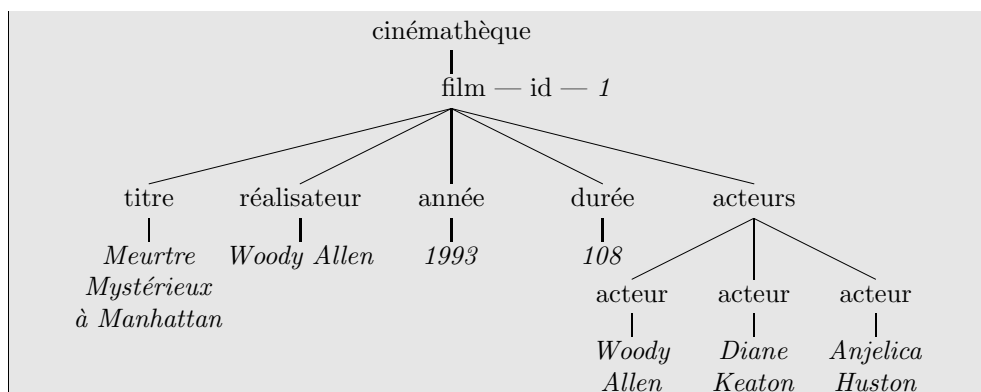 cinémathèque
film — id — 1
titre réalisateur année durée acteurs
Meurtre Mystérieux à Manhattan
Woody Allen 1993 108
acteur acteur acteur
Woody Allen
Diane Keaton
Anjelica Huston